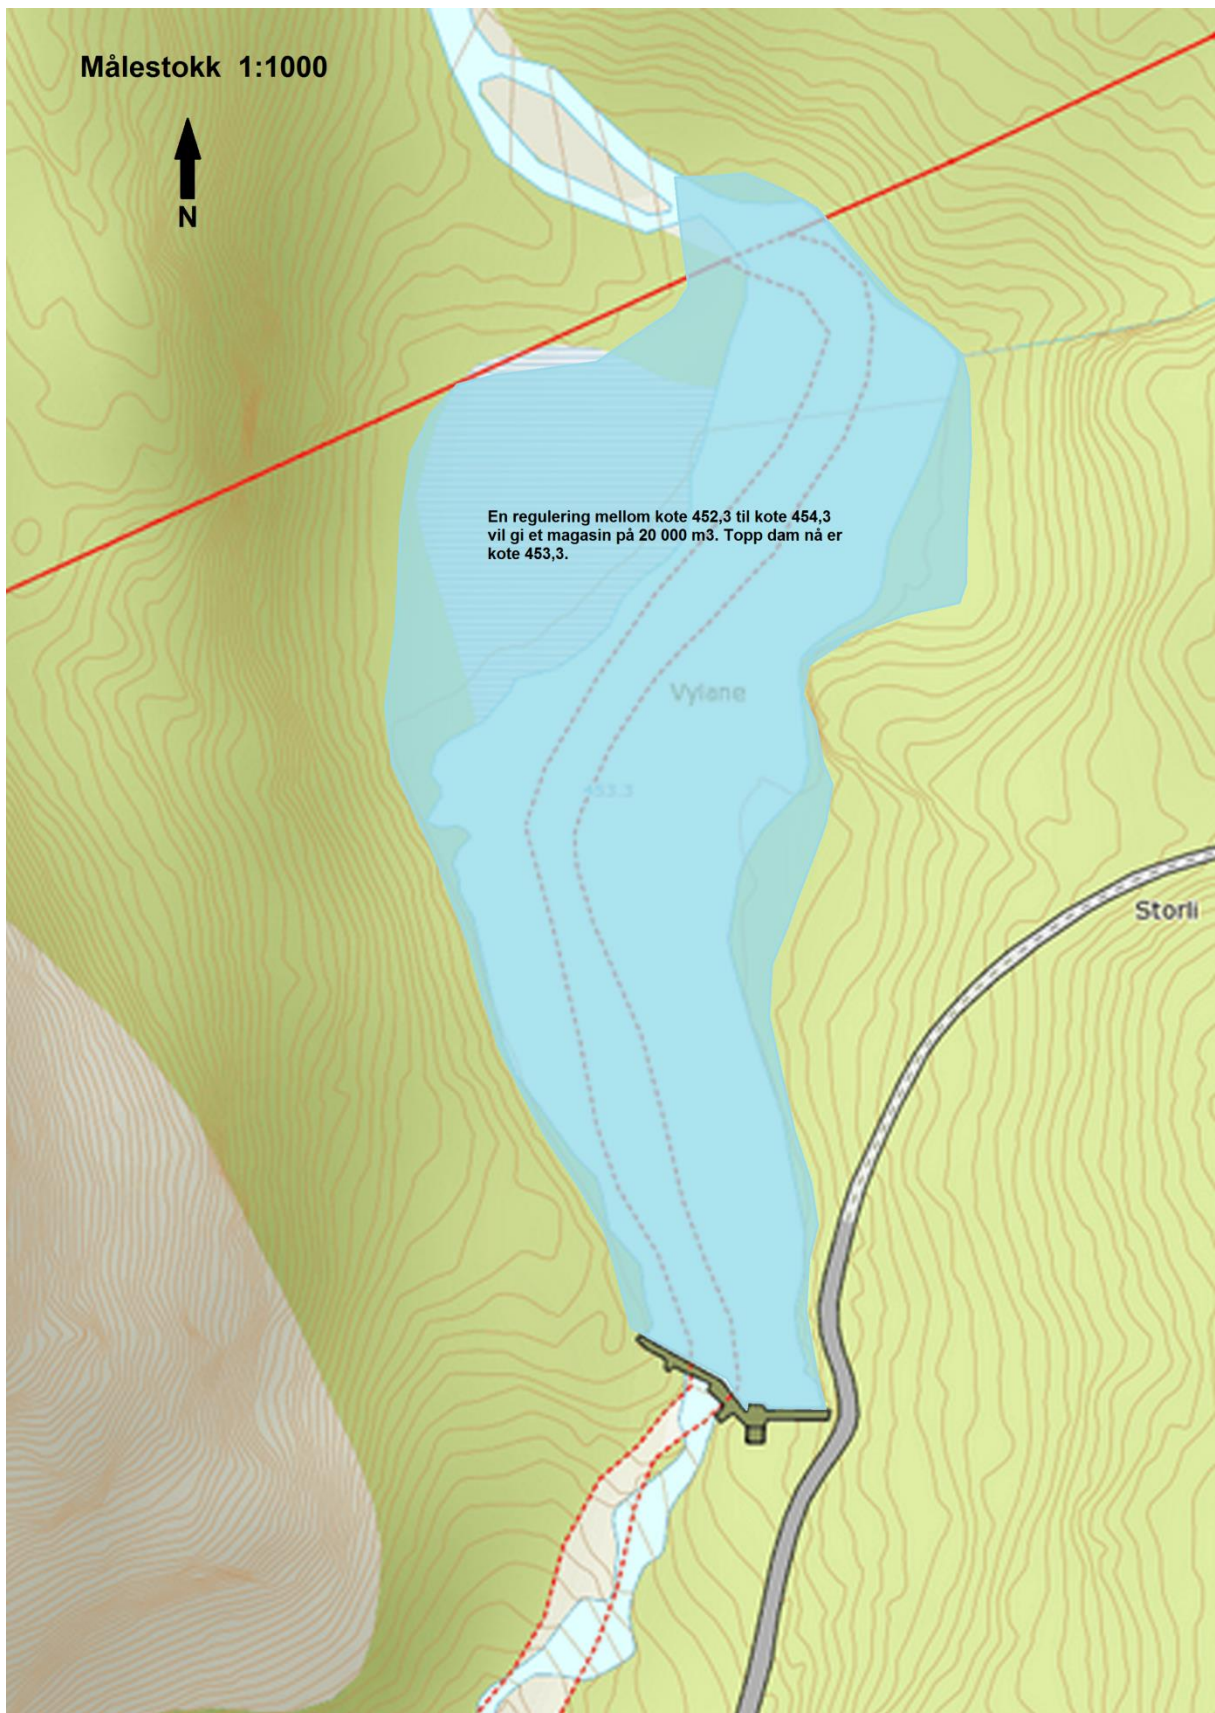 Målestokk 1:1000
N
En regulering mellom kote 452,3 til kote 454,3
vil gi et magasin på 20 000 m3. Topp dam nå er
kote 453,3.
Vylane
453.3
Storli